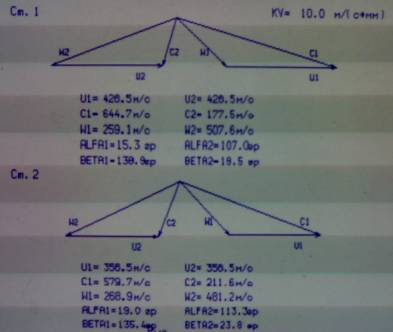 Ст. 1 KV= 10.0 м/(с*мм)
W2 C2 W1 C1
U2 U1
U1= 426.5м/с U2= 426.5м/с
C1= 644.7м/с C2= 177.5м/с
W1= 259.1м/с W2= 507.6м/с
ALFA1=15.3 гр ALFA2=107.0гр
BETA1=138.9гр BETA2=19.5 гр
Ст. 2
W2 C2 W1 C1
U2 U1
U1= 356.5м/с U2= 356.5м/с
C1= 579.7м/с C2= 211.6м/с
W1= 268.9м/с W2= 481.2м/с
ALFA1=19.0 гр ALFA2=113.3гр
BETA1=135.4гр BETA2=23.8 гр